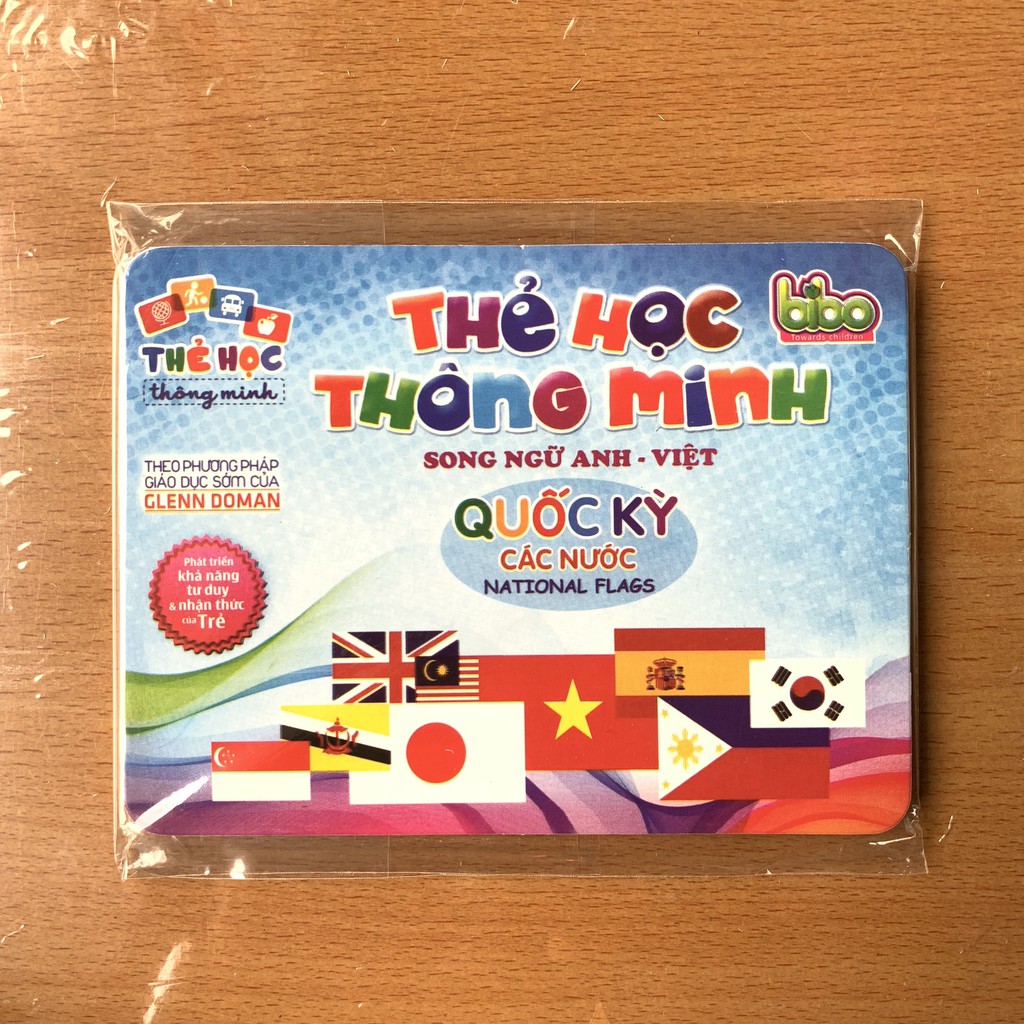 THẺ HỌC
thông minh
THEO PHƯƠNG PHÁP
GIÁO DỤC SỚM CỦA
GLENN DOMAN
Phát triển
khả năng
tư duy
& nhận thức
của Trẻ
THẺ HỌC
THÔNG MINH
SONG NGỮ ANH - VIỆT
QUỐC KỲ
CÁC NƯỚC
NATIONAL FLAGS
bibo
Towards children